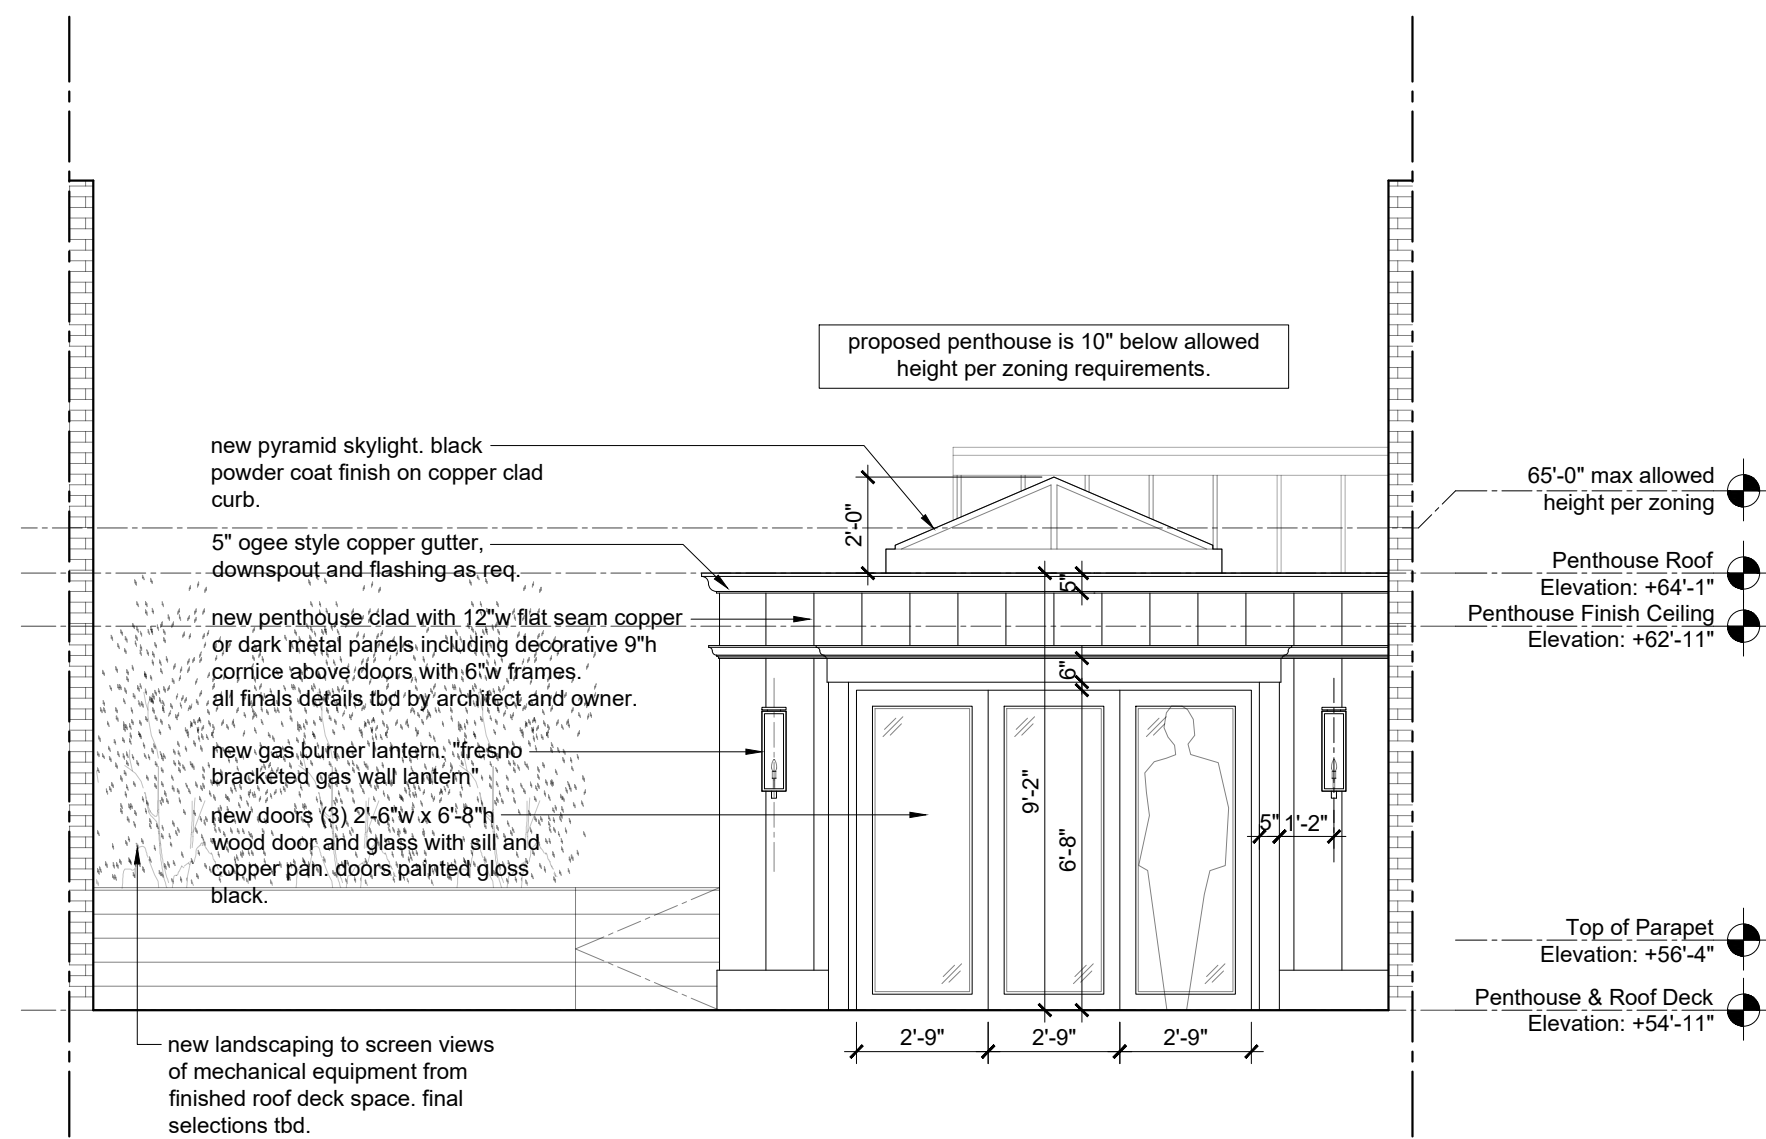 proposed penthouse is 10" below allowed
height per zoning requirements.
new pyramid skylight. black
powder coat finish on copper clad
curb.
2'-0"
65'-0" max allowed
height per zoning
5" ogee style copper gutter,
downspout and flashing as req.
Penthouse Roof
Elevation: +64'-1"
5"
new penthouse clad with 12"w flat seam copper
or dark metal panels including decorative 9"h
cornice above doors with 6"w frames.
all finals details tbd by architect and owner.
Penthouse Finish Ceiling
Elevation: +62'-11"
6"
new gas burner lantern. "fresno
bracketed gas wall lantern"
9'-2"
6'-8"
5"
1'-2"
new doors (3) 2'-6"w x 6'-8"h
wood door and glass with sill and
copper pan. doors painted gloss
black.
Top of Parapet
Elevation: +56'-4"
Penthouse & Roof Deck
Elevation: +54'-11"
2'-9"
2'-9"
2'-9"
new landscaping to screen views
of mechanical equipment from
finished roof deck space. final
selections tbd.